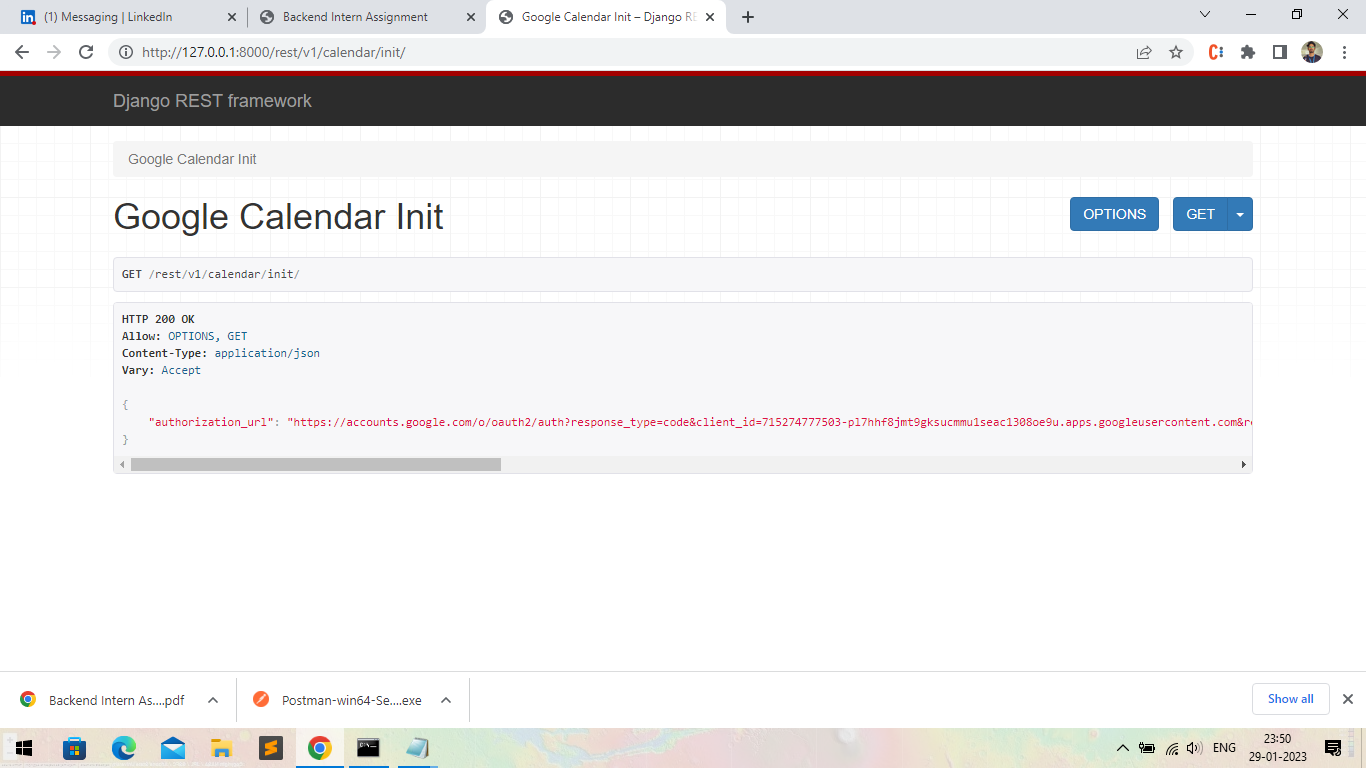 (1) Messaging | LinkedIn
Backend Intern Assignment
Google Calendar Init – Django RE
http://127.0.0.1:8000/rest/v1/calendar/init/
Django REST framework
Google Calendar Init
Google Calendar Init
OPTIONS
GET
GET /rest/v1/calendar/init/
HTTP 200 OK
Allow: OPTIONS, GET
Content-Type: application/json
Vary: Accept
{
"authorization_url": "https://accounts.google.com/o/oauth2/auth?response_type=code&client_id=715274777503-pl7hhf8jmt9gksucmmu1seac1308oe9u.apps.googleusercontent.com&re
}
Backend Intern As....pdf
Postman-win64-Se....exe
Show all
ENG
23:50
29-01-2023